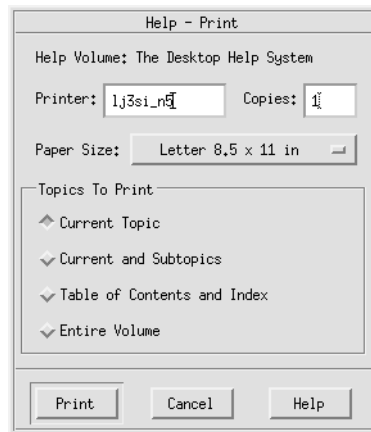 Help - Print
Help Volume: The Desktop Help System
Printer: lj3si_n5 Copies: 1
Paper Size: Letter 8.5 x 11 in
Topics To Print
Current Topic
Current and Subtopics
Table of Contents and Index
Entire Volume
Print Cancel Help